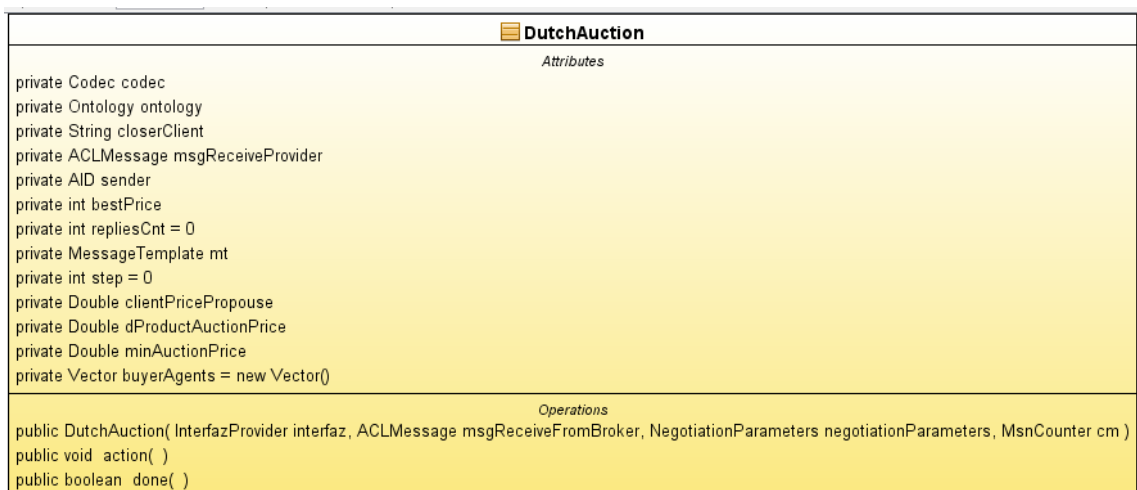 DutchAuction
Attributes
private Codec codec
private Ontology ontology
private String closerClient
private ACLMessage msgReceiveProvider
private AID sender
private int bestPrice
private int repliesCnt = 0
private MessageTemplate mt
private int step = 0
private Double clientPricePropouse
private Double dProductAuctionPrice
private Double minAuctionPrice
private Vector buyerAgents = new Vector()
Operations
public DutchAuction( InterfazProvider interfaz, ACLMessage msgReceiveFromBroker, NegotiationParameters negotiationParameters, MsnCounter cm )
public void action( )
public boolean done( )